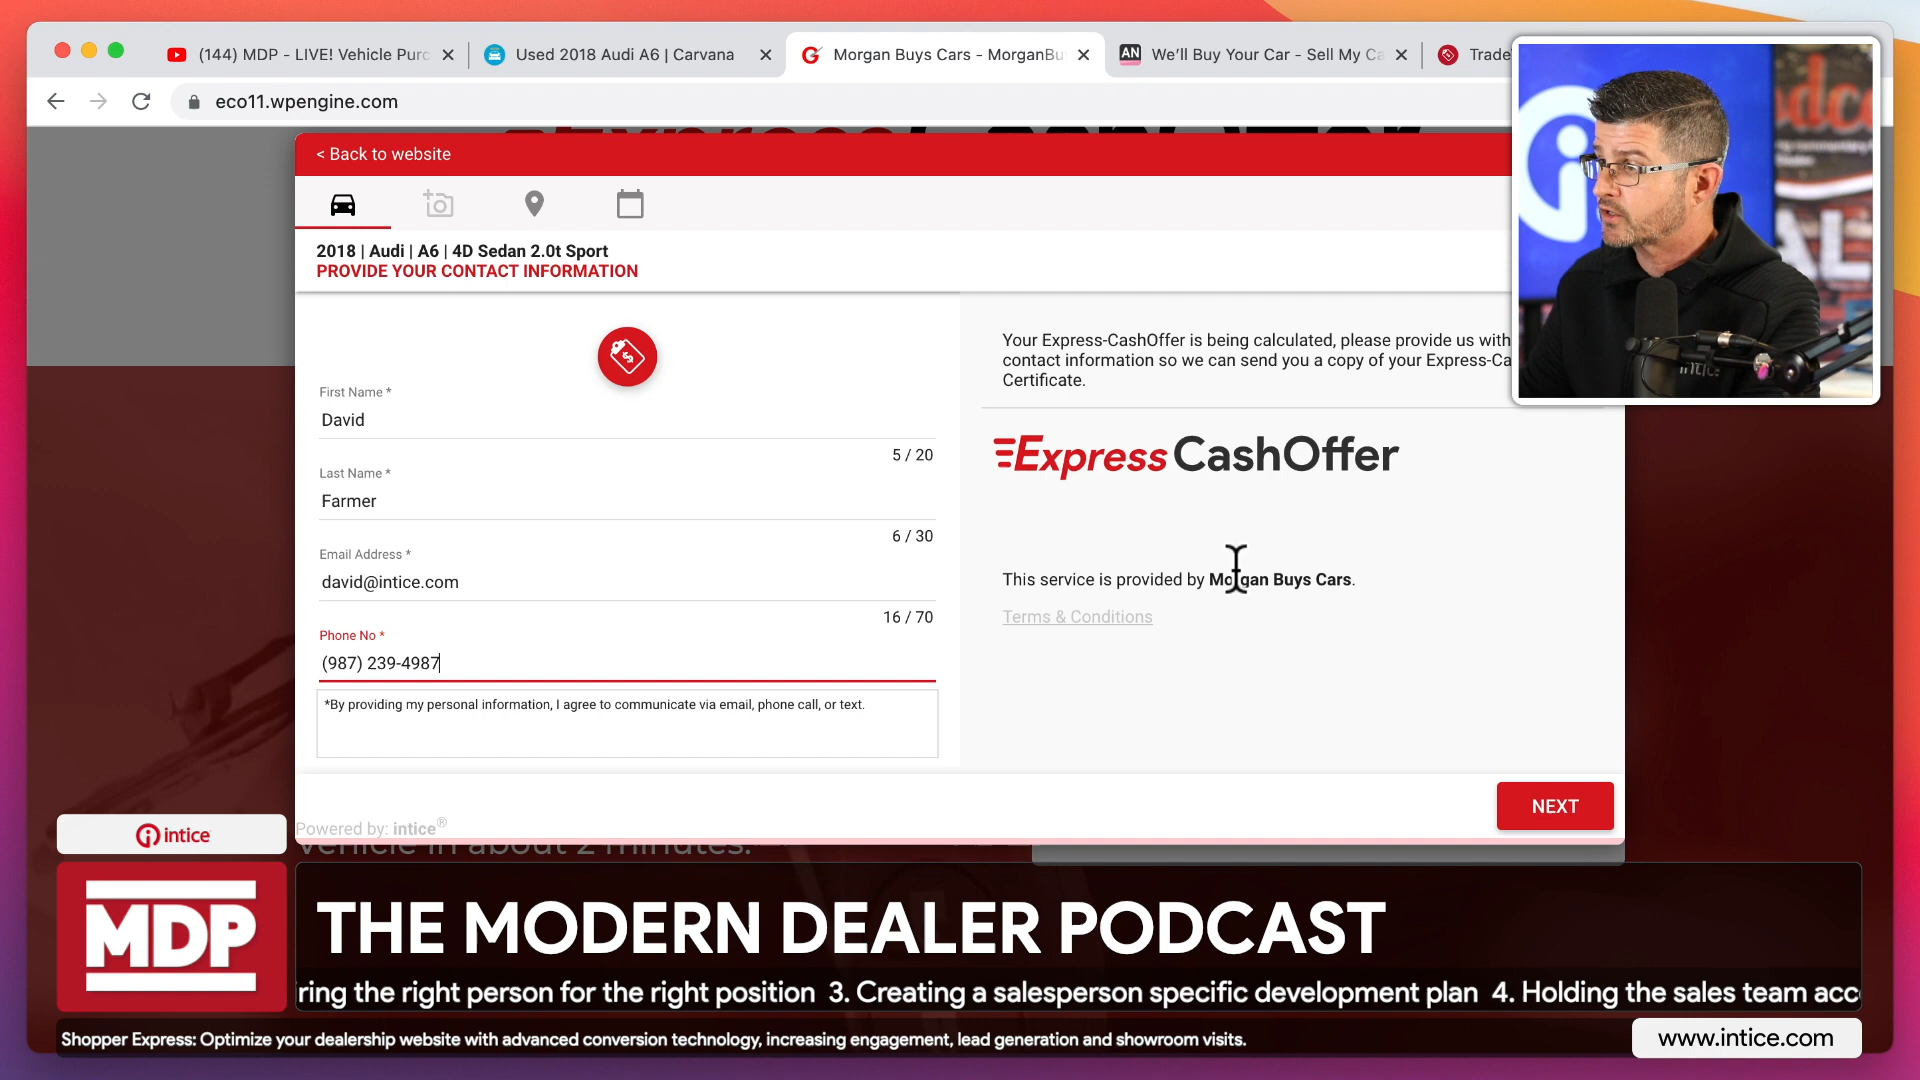 (144) MDP - LIVE! Vehicle Purc
Used 2018 Audi A6 | Carvana
Morgan Buys Cars - MorganBu
AN We'll Buy Your Car - Sell My Ca
Trade
eco11.wpengine.com
< Back to website
2018 | Audi | A6 | 4D Sedan 2.0t Sport
PROVIDE YOUR CONTACT INFORMATION
First Name *
David
5 / 20
Last Name *
Farmer
6 / 30
Email Address *
david@intice.com
16 / 70
Phone No *
(987) 239-4987
*By providing my personal information, I agree to communicate via email, phone call, or text.
Your Express-CashOffer is being calculated, please provide us with
contact information so we can send you a copy of your Express-Ca
Certificate.
Express CashOffer
This service is provided by Morgan Buys Cars.
Terms & Conditions
NEXT
Powered by: intice®
vehicle in about 2 minutes.
intice
MDP
THE MODERN DEALER PODCAST
ring the right person for the right position 3. Creating a salesperson specific development plan 4. Holding the sales team acc
Shopper Express: Optimize your dealership website with advanced conversion technology, increasing engagement, lead generation and showroom visits.
www.intice.com